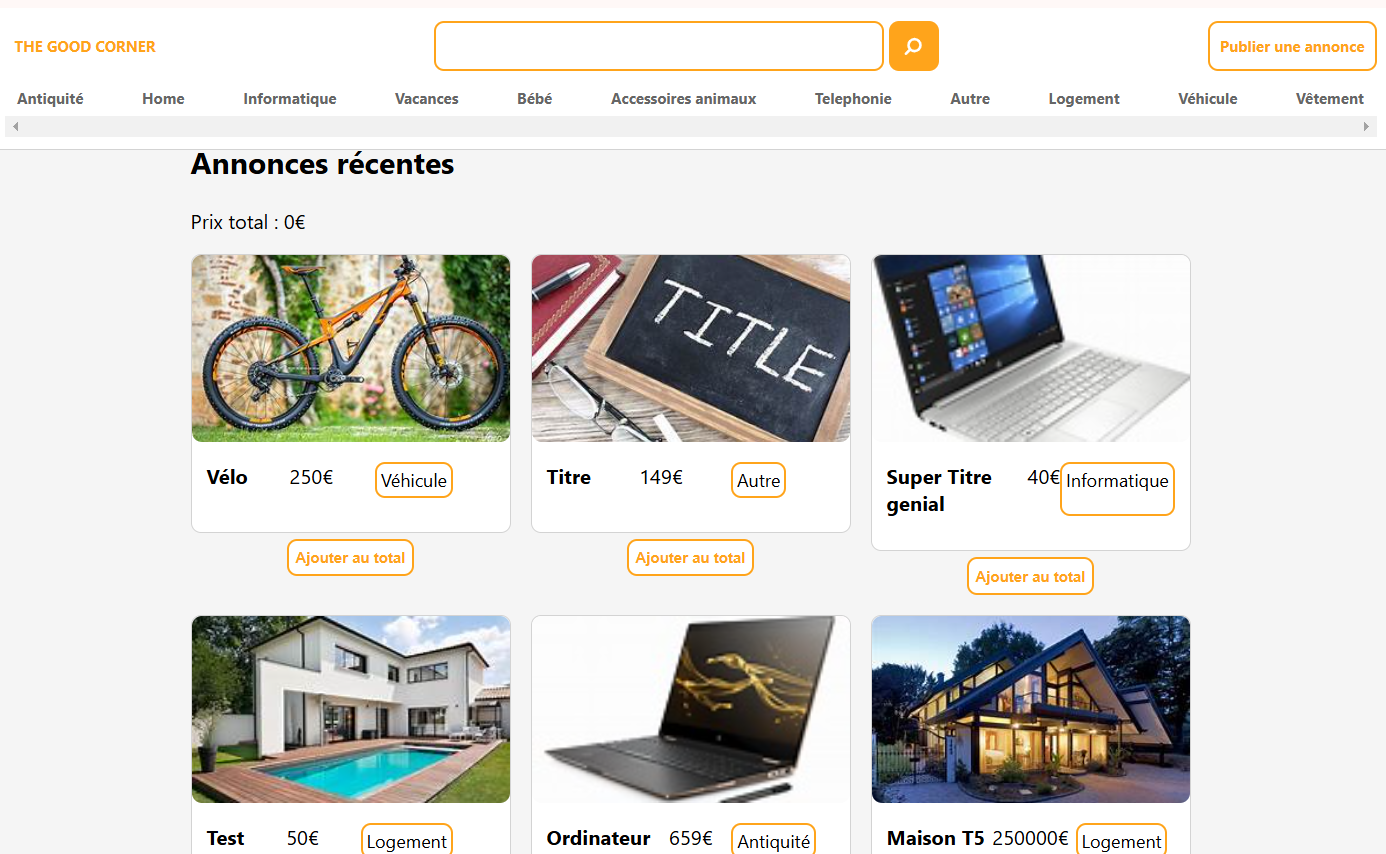 THE GOOD CORNER
Publier une annonce
Antiquité Home Informatique Vacances Bébé Accessoires animaux Telephonie Autre Logement Véhicule Vêtement
Annonces récentes
Prix total : 0€
TITLE
Vélo 250€ Véhicule
Titre 149€ Autre
Super Titre genial 40€ Informatique
Ajouter au total
Ajouter au total
Ajouter au total
Test 50€ Logement
Ordinateur 659€ Antiquité
Maison T5 250000€ Logement